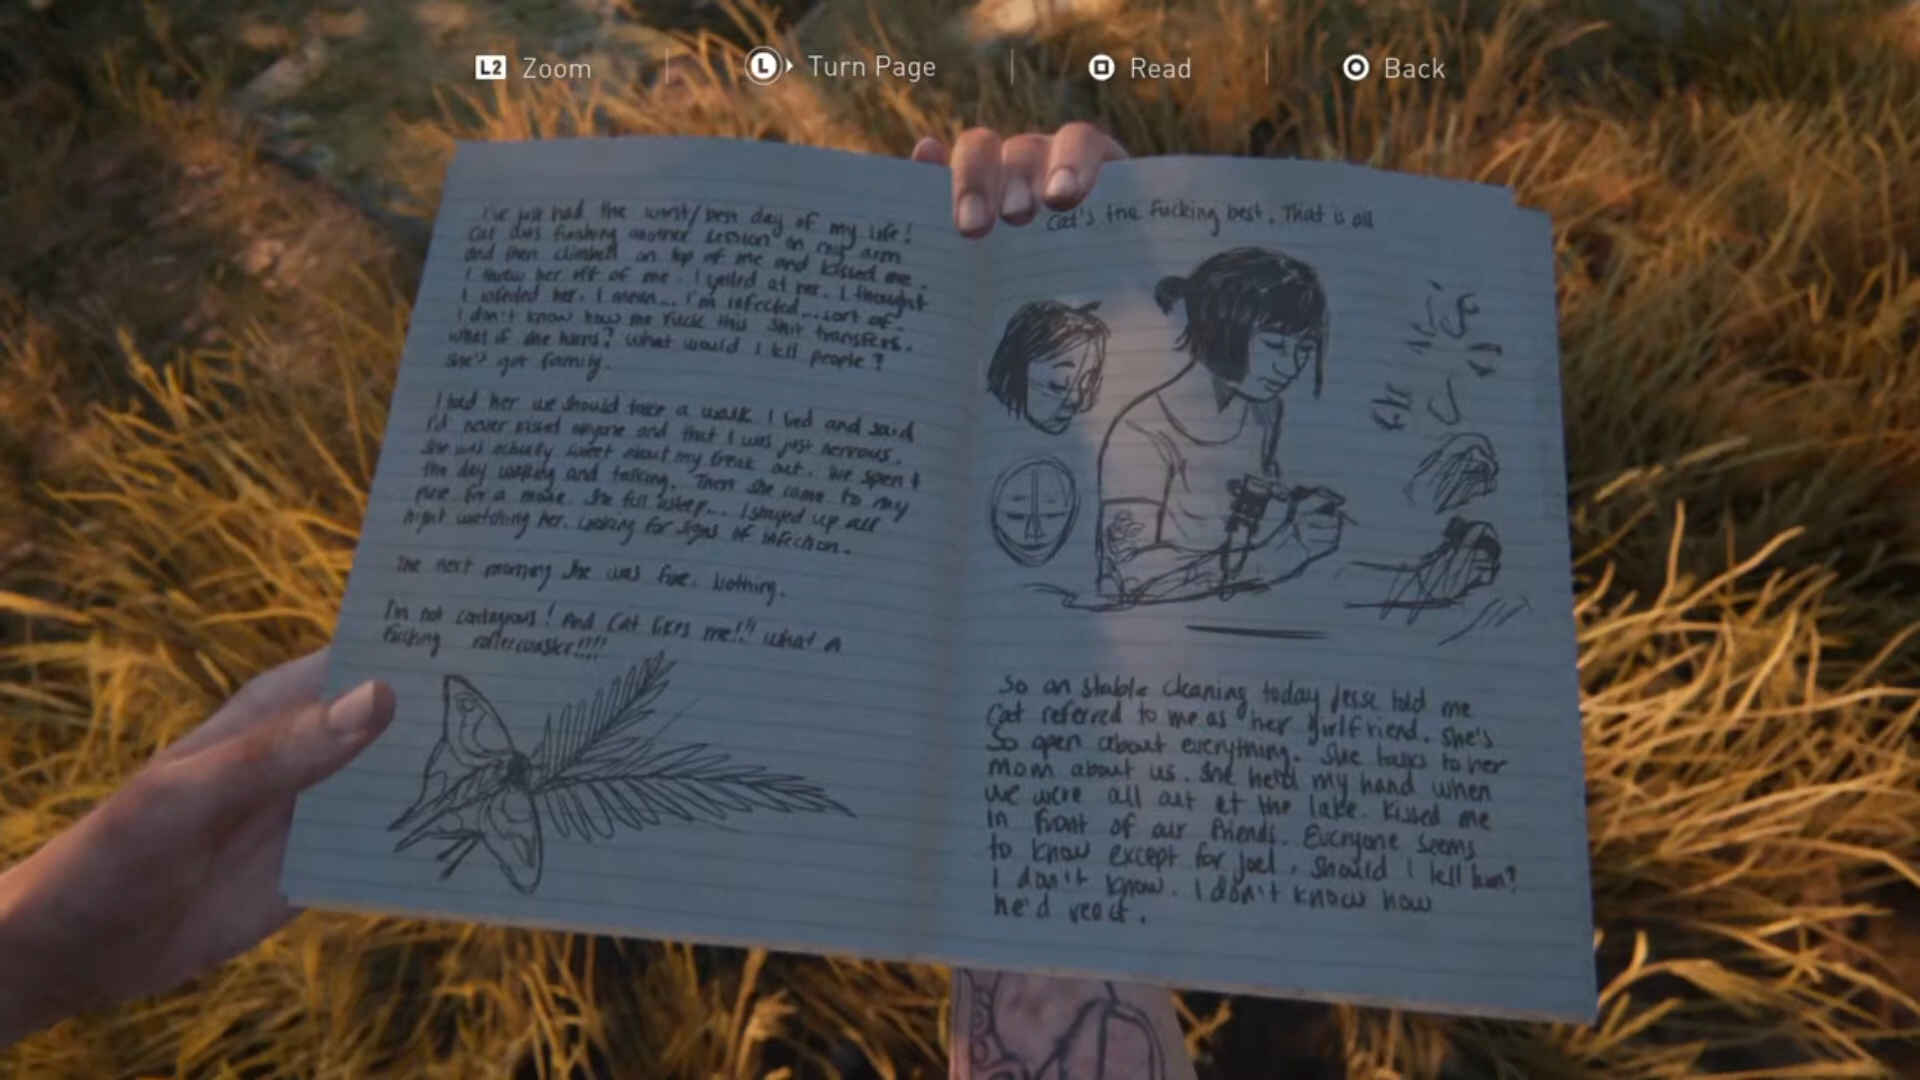 L2 Zoom
L Turn Page
Read
Back
I've just had the worst/best day of my life!
Cat was finishing another session on my arm
and then climbed on top of me and kissed me.
I threw her off of me. I yelled at her. I thought
I infected her. I mean... I'm infected... sort of.
I don't know how the fuck this shit transfers.
What if she turns? What would I tell people?
She's got family.
I told her we should take a walk. I lied and said
I'd never kissed anyone and that I was just nervous.
She was actually sweet about my freak out. We spent
the day walking and talking. Then she came to my
place for a movie. She fell asleep... I stayed up all
night watching her. Looking for signs of infection.
The next morning she was fine. Nothing.
I'm not contagious! And Cat likes me!!! What a
fucking rollercoaster!!!!
Cat's the fucking best. That is all
So on stable cleaning today Jesse told me
Cat referred to me as her girlfriend. She's
so open about everything. She talks to her
mom about us. She held my hand when
we were all out at the lake. Kissed me
in front of our friends. Everyone seems
to know except for Joel. Should I tell him?
I don't know. I don't know how
he'd react.